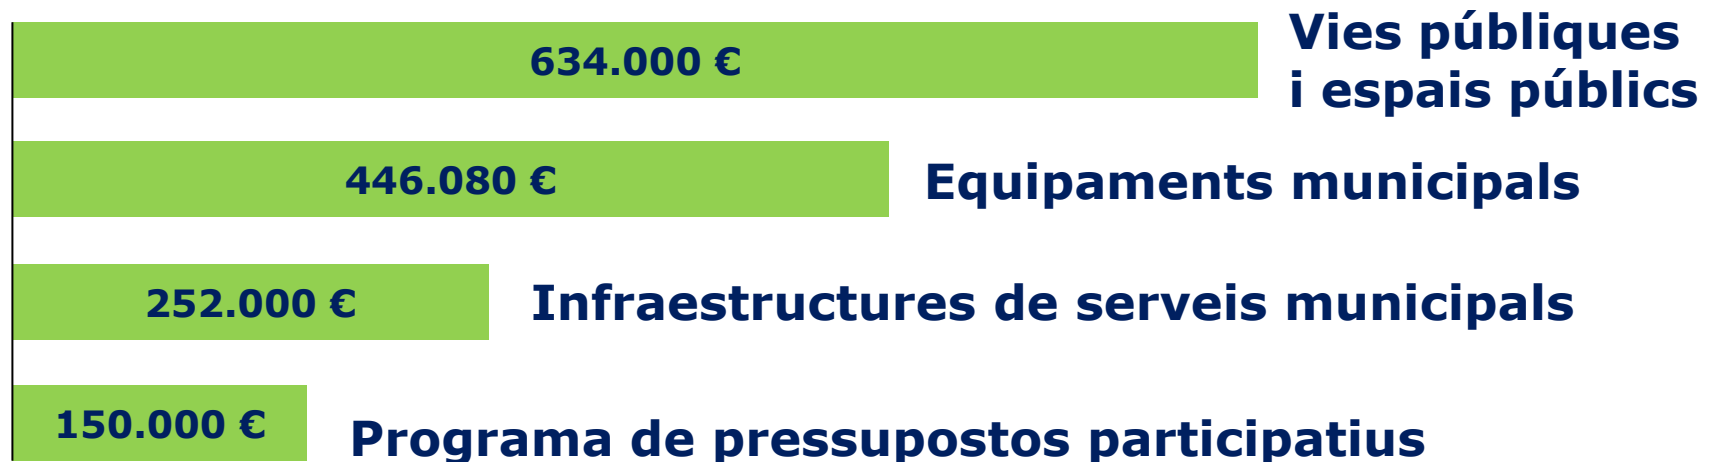 634.000 €
Vies públiques
i espais públics
446.080 €
Equipaments municipals
252.000 €
Infraestructures de serveis municipals
150.000 €
Programa de pressupostos participatius